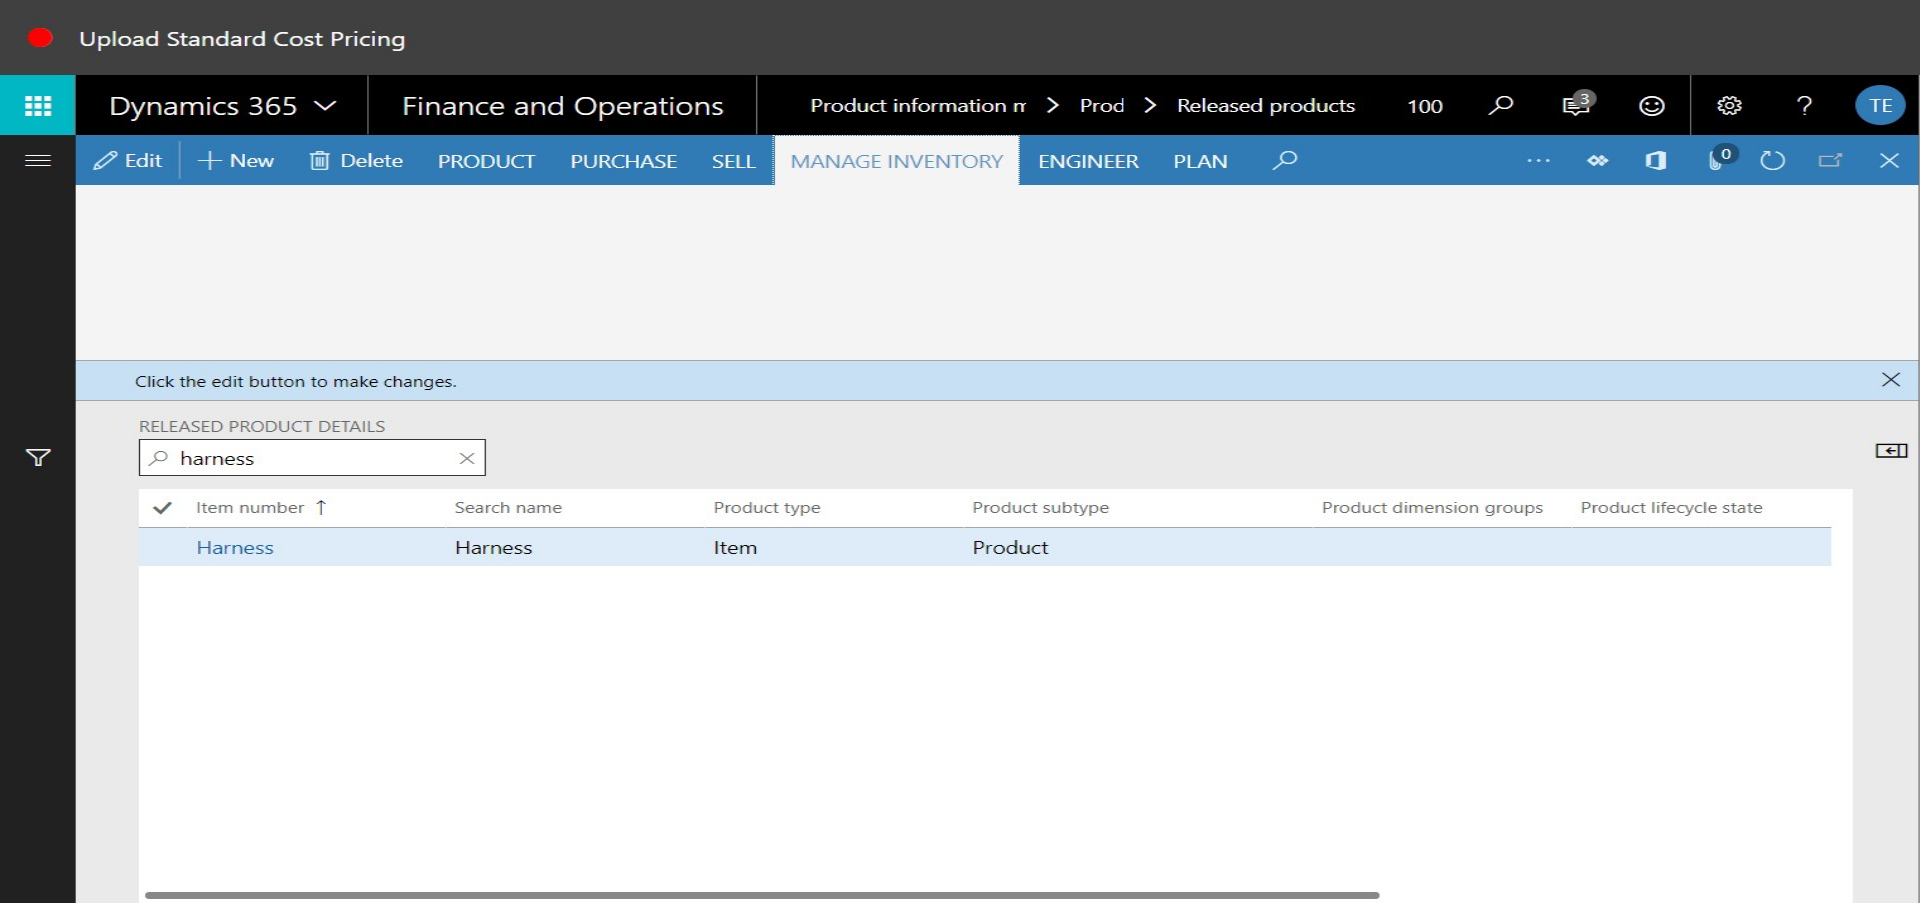 Upload Standard Cost Pricing
Dynamics 365 Finance and Operations Product information m > Prod > Released products 100 3 ? TE
Edit New Delete PRODUCT PURCHASE SELL MANAGE INVENTORY ENGINEER PLAN ... 0
Click the edit button to make changes.
RELEASED PRODUCT DETAILS
harness
Item number ↑ Search name Product type Product subtype Product dimension groups Product lifecycle state
Harness Harness Item Product